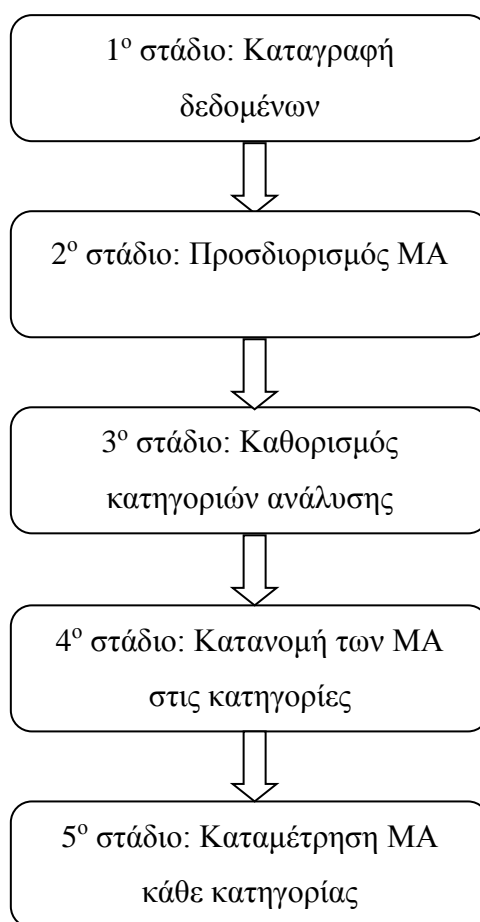 1ο στάδιο: Καταγραφή
δεδομένων
2ο στάδιο: Προσδιορισμός ΜΑ
3ο στάδιο: Καθορισμός
κατηγοριών ανάλυσης
4ο στάδιο: Κατανομή των ΜΑ
στις κατηγορίες
5ο στάδιο: Καταμέτρηση ΜΑ
κάθε κατηγορίας